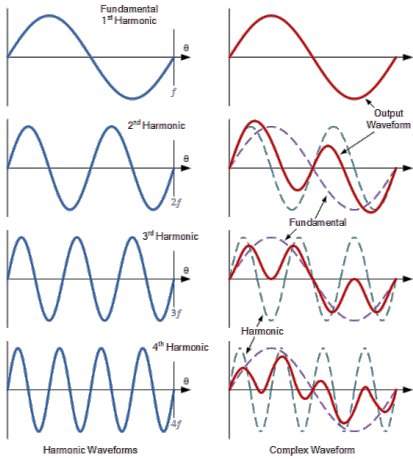 Fundamental
1st Harmonic
θ
f
Output
Waveform
2nd Harmonic
θ
2f
Fundamental
3rd Harmonic
θ
3f
Harmonic
4th Harmonic
θ
4f
Harmonic Waveforms
Complex Waveform